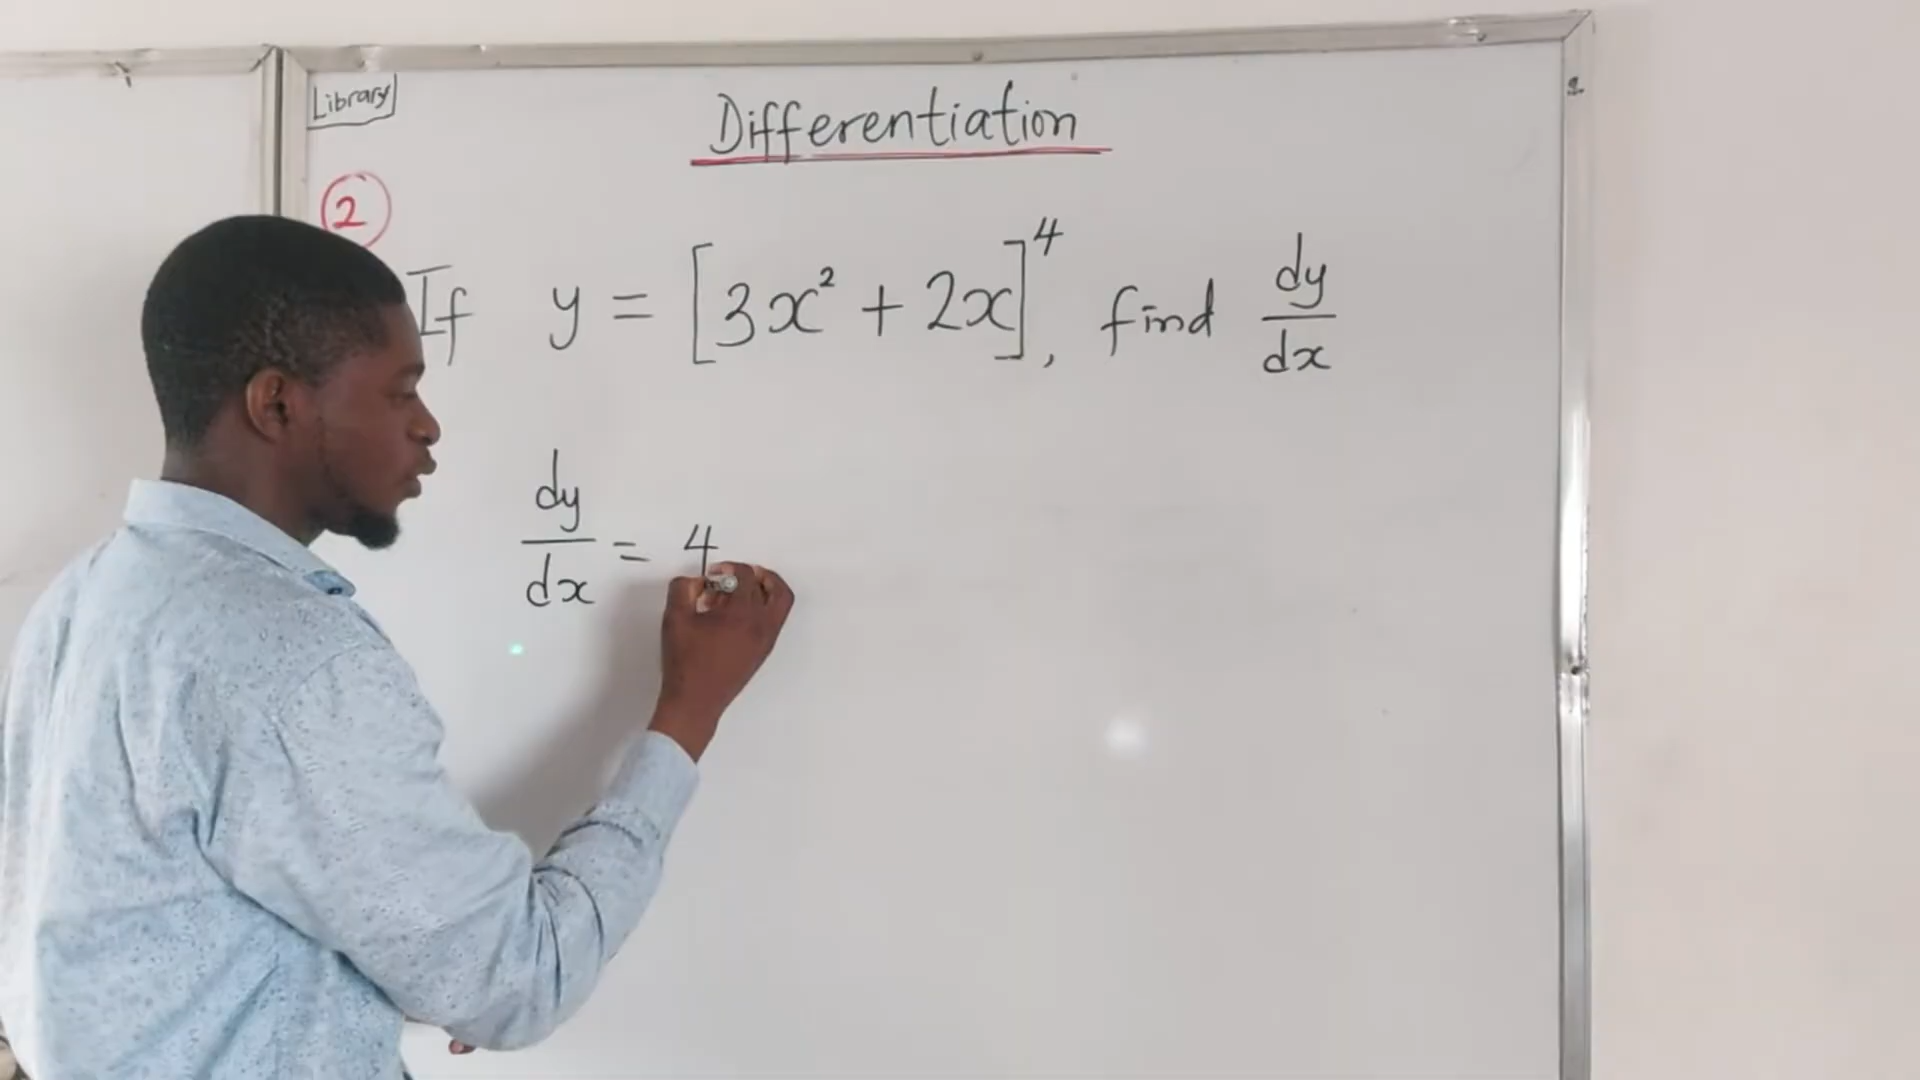 Library
Differentiation
2
If y = [3x² + 2x]⁴, find dy/dx
dy/dx = 4